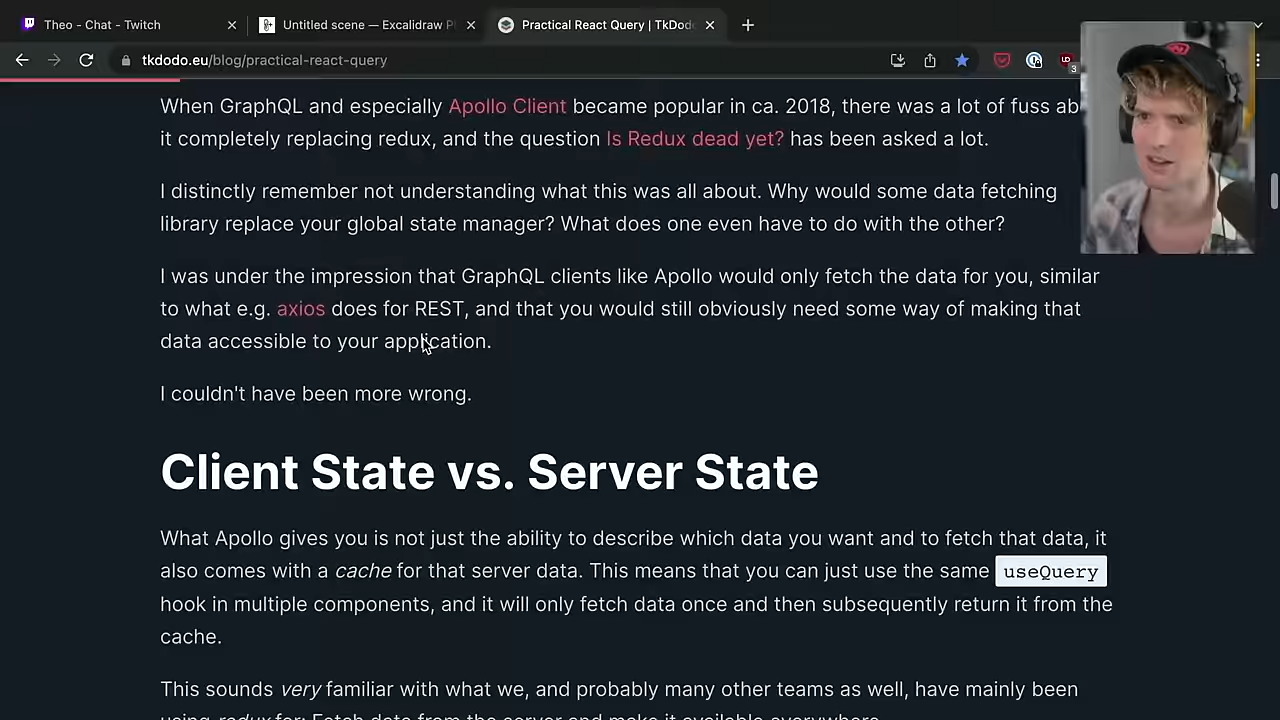 Theo - Chat - Twitch
Untitled scene — Excalidraw
Practical React Query | TkDodo
tkdodo.eu/blog/practical-react-query
3
When GraphQL and especially Apollo Client became popular in ca. 2018, there was a lot of fuss
it completely replacing redux, and the question Is Redux dead yet? has been asked a lot.
I distinctly remember not understanding what this was all about. Why would some data fetching
library replace your global state manager? What does one even have to do with the other?
I was under the impression that GraphQL clients like Apollo would only fetch the data for you, similar
to what e.g. axios does for REST, and that you would still obviously need some way of making that
data accessible to your application.
I couldn't have been more wrong.
Client State vs. Server State
What Apollo gives you is not just the ability to describe which data you want and to fetch that data, it
also comes with a cache for that server data. This means that you can just use the same useQuery
hook in multiple components, and it will only fetch data once and then subsequently return it from the
cache.
This sounds very familiar with what we, and probably many other teams as well, have mainly been
using redux for: Fetch data from the server and make it available everywhere.